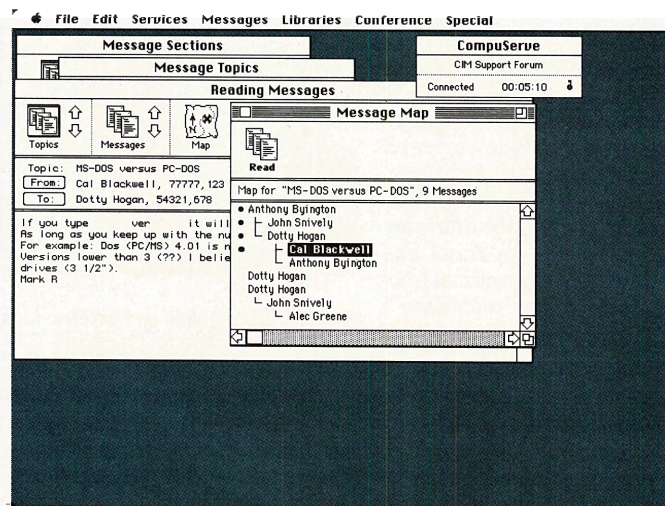 File Edit Services Messages Libraries Conference Special
Message Sections
Message Topics
Reading Messages
Topics
Messages
Map
Topic: MS-DOS versus PC-DOS
From: Cal Blackwell, 77777,123
To: Dotty Hogan, 54321,678
If you type ver it will
As long as you keep up with the nu
For example: Dos (PC/MS) 4.01 is n
Versions lower than 3 (??) I belie
drives (3 1/2").
Mark R
CompuServe
CIM Support Forum
Connected 00:05:10
Message Map
N
Read
Map for "MS-DOS versus PC-DOS", 9 Messages
Anthony Byington
John Snively
Dotty Hogan
Cal Blackwell
Anthony Byington
Dotty Hogan
Dotty Hogan
John Snively
Alec Greene